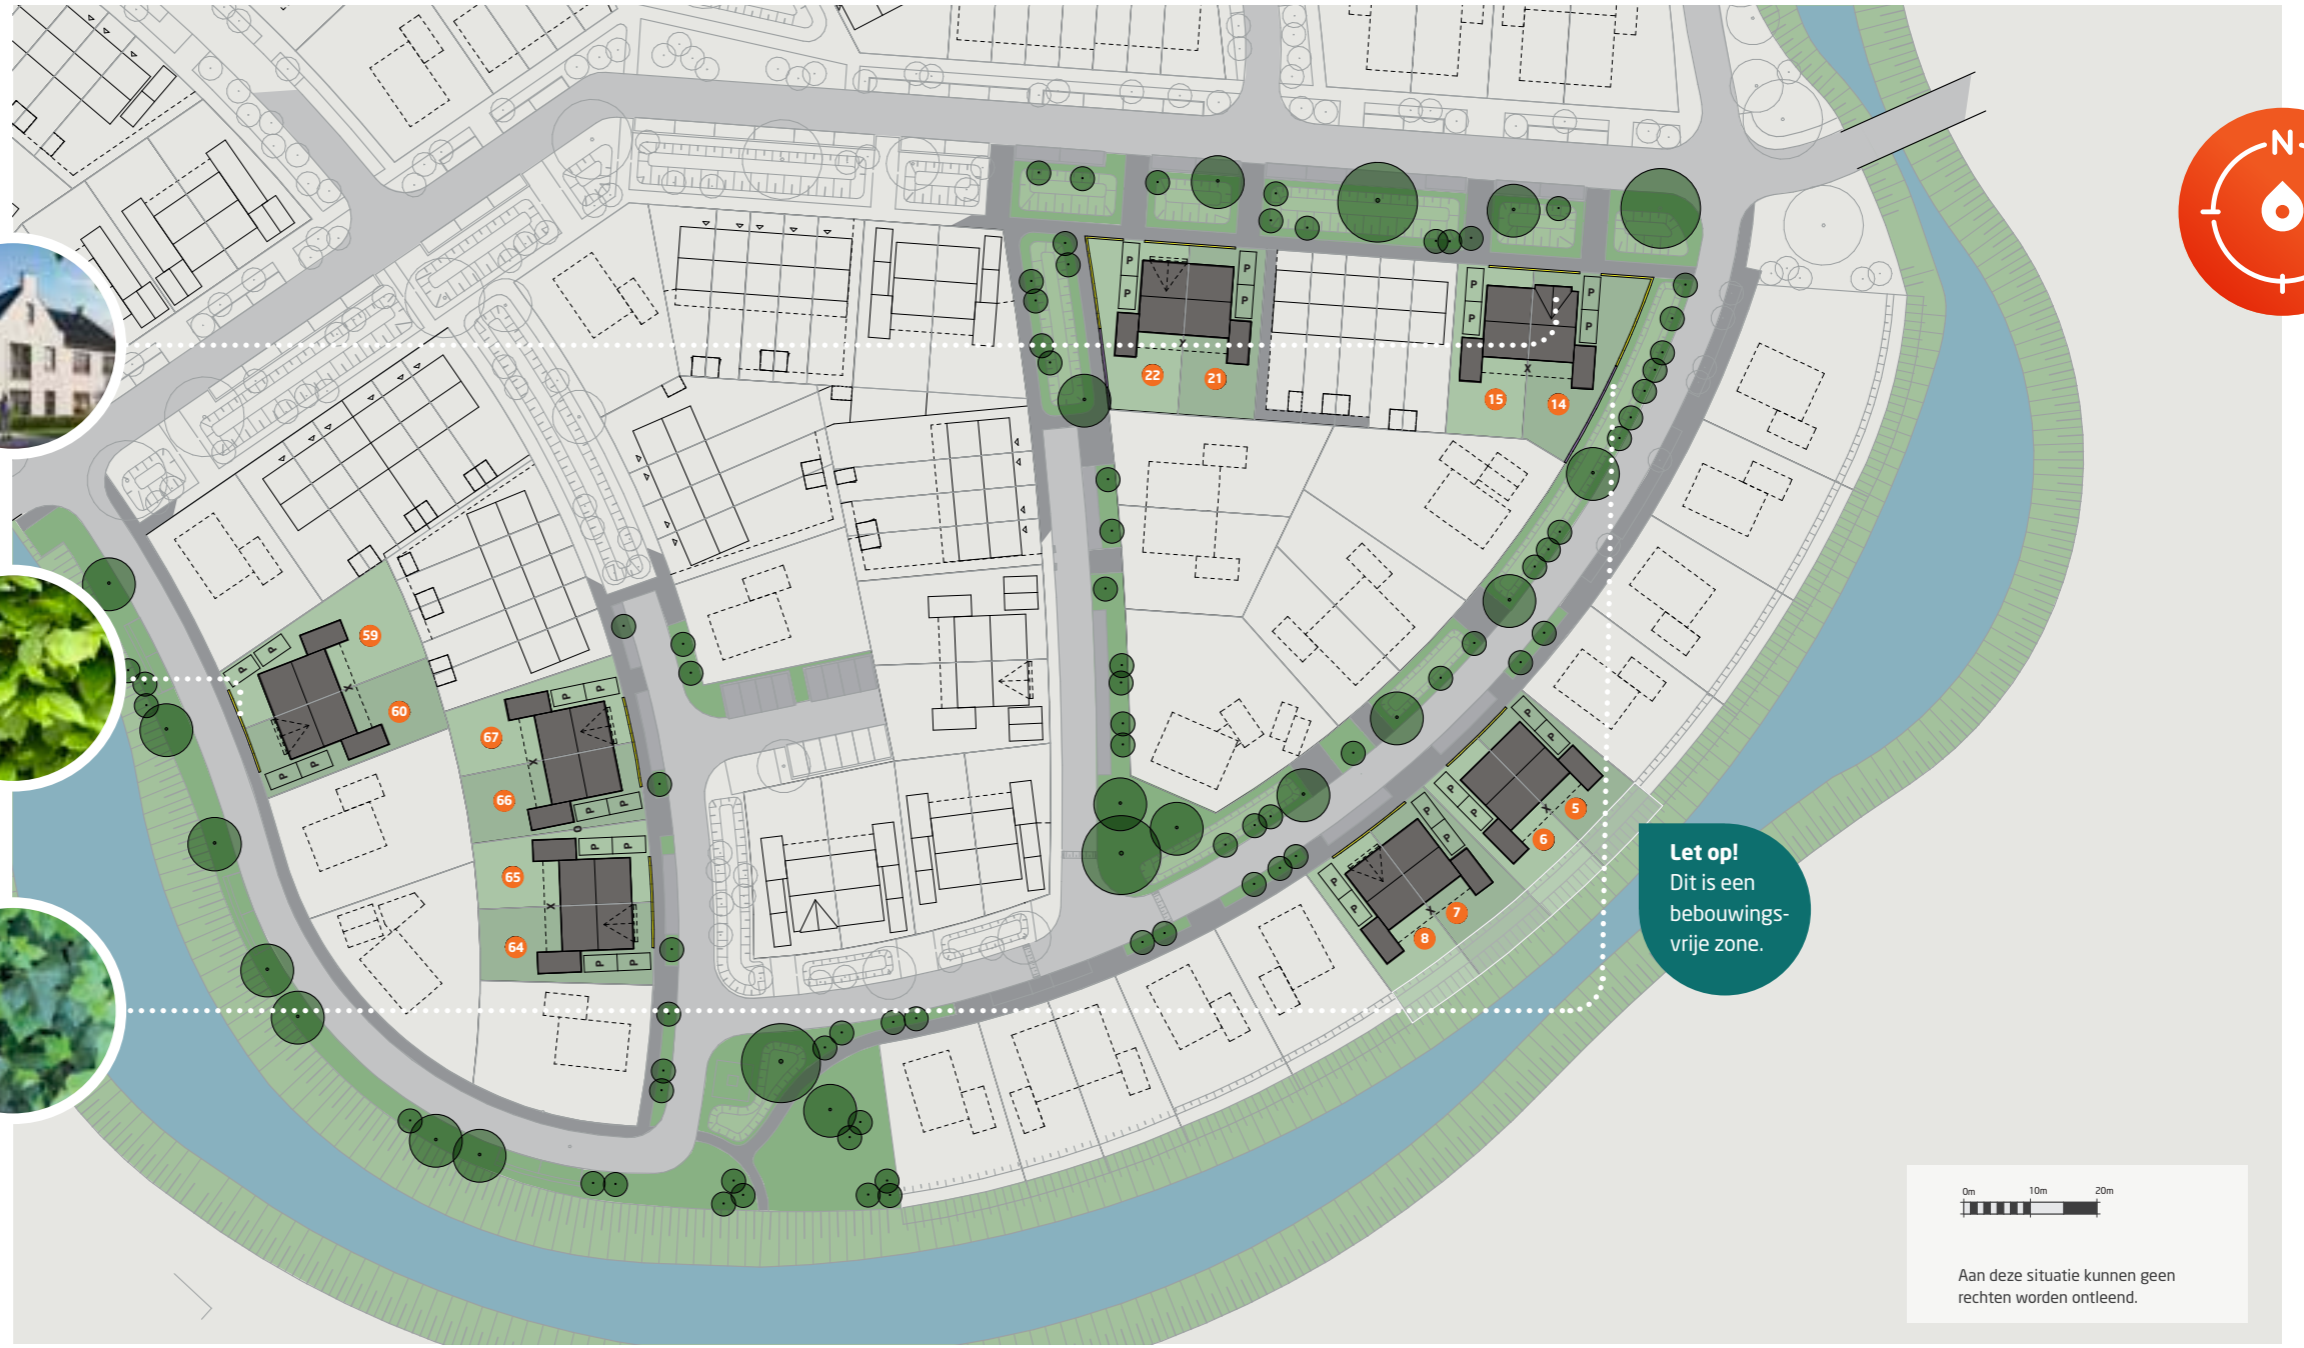 N
P
P
P
P
P
P
P
P
22
21
15
14
59
60
P
P
P
P
67
66
P
P
P
P
65
64
P
P
P
P
P
P
P
P
5
6
P
P
P
P
7
8
Let op!
Dit is een
bebouwings-
vrije zone.
0m 10m 20m
Aan deze situatie kunnen geen
rechten worden ontleend.